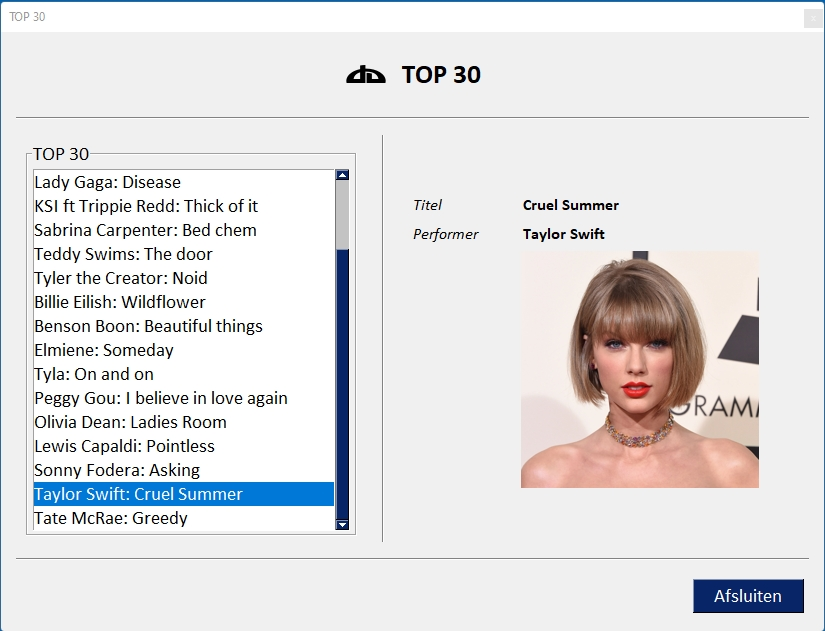 TOP 30
TOP 30
TOP 30
Lady Gaga: Disease
KSI ft Trippie Redd: Thick of it
Sabrina Carpenter: Bed chem
Teddy Swims: The door
Tyler the Creator: Noid
Billie Eilish: Wildflower
Benson Boon: Beautiful things
Elmiene: Someday
Tyla: On and on
Peggy Gou: I believe in love again
Olivia Dean: Ladies Room
Lewis Capaldi: Pointless
Sonny Fodera: Asking
Taylor Swift: Cruel Summer
Tate McRae: Greedy
Titel Cruel Summer
Performer Taylor Swift
GRAM
Afsluiten